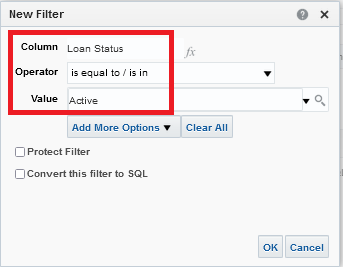 New Filter
Column Loan Status fx
Operator is equal to / is in
Value Active
Add More Options Clear All
Protect Filter
Convert this filter to SQL
OK Cancel